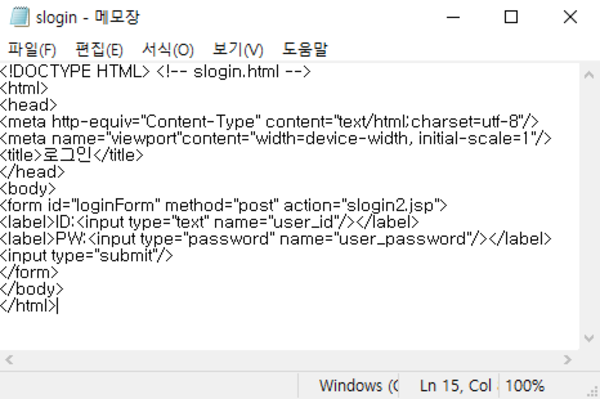 slogin - 메모장
파일(F) 편집(E) 서식(O) 보기(V) 도움말
<!DOCTYPE HTML> <!-- slogin.html -->
<html>
<head>
<meta http-equiv="Content-Type" content="text/html;charset=utf-8"/>
<meta name="viewport"content="width=device-width, initial-scale=1"/>
<title>로그인</title>
</head>
<body>
<form id="loginForm" method="post" action="slogin2.jsp">
<label>ID:<input type="text" name="user_id"/></label>
<label>PW:<input type="password" name="user_password"/></label>
<input type="submit"/>
</form>
</body>
</html>
Windows (C Ln 15, Col 100%